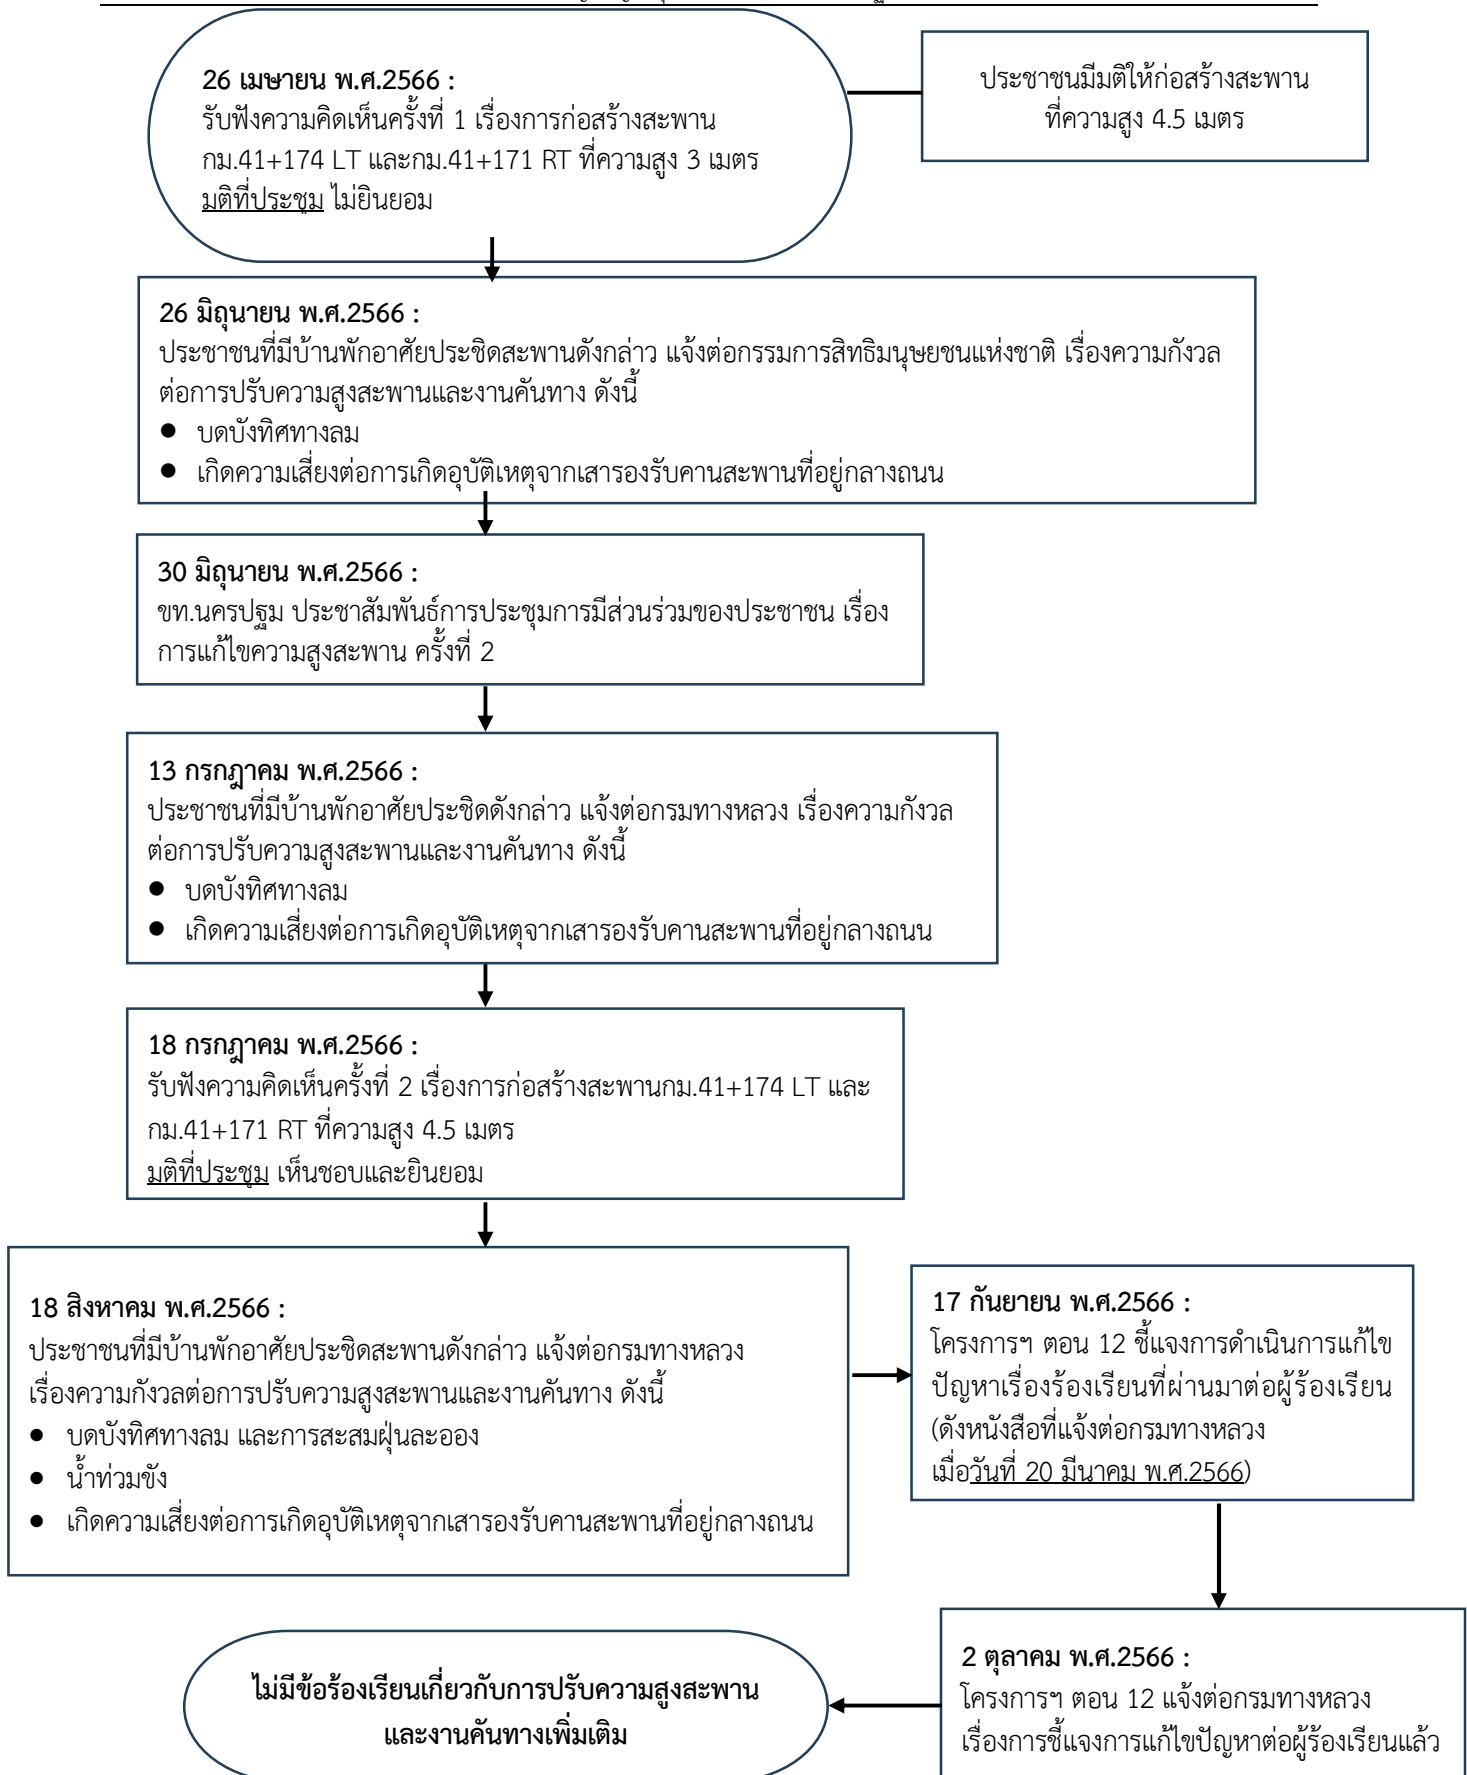 26 เมษายน พ.ศ.2566 :
รับฟังความคิดเห็นครั้งที่ 1 เรื่องการก่อสร้างสะพาน
กม.41+174 LT และกม.41+171 RT ที่ความสูง 3 เมตร
มติที่ประชุม ไม่ยินยอม
ประชาชนมีมติให้ก่อสร้างสะพาน
ที่ความสูง 4.5 เมตร
26 มิถุนายน พ.ศ.2566 :
ประชาชนที่มีบ้านพักอาศัยประชิดสะพานดังกล่าว แจ้งต่อกรรมการสิทธิมนุษยชนแห่งชาติ เรื่องความกังวล
ต่อการปรับความสูงสะพานและงานคันทาง ดังนี้
● บดบังทิศทางลม
● เกิดความเสี่ยงต่อการเกิดอุบัติเหตุจากเสารองรับคานสะพานที่อยู่กลางถนน
30 มิถุนายน พ.ศ.2566 :
ขท.นครปฐม ประชาสัมพันธ์การประชุมการมีส่วนร่วมของประชาชน เรื่อง
การแก้ไขความสูงสะพาน ครั้งที่ 2
13 กรกฎาคม พ.ศ.2566 :
ประชาชนที่มีบ้านพักอาศัยประชิดดังกล่าว แจ้งต่อกรมทางหลวง เรื่องความกังวล
ต่อการปรับความสูงสะพานและงานคันทาง ดังนี้
● บดบังทิศทางลม
● เกิดความเสี่ยงต่อการเกิดอุบัติเหตุจากเสารองรับคานสะพานที่อยู่กลางถนน
18 กรกฎาคม พ.ศ.2566 :
รับฟังความคิดเห็นครั้งที่ 2 เรื่องการก่อสร้างสะพานกม.41+174 LT และ
กม.41+171 RT ที่ความสูง 4.5 เมตร
มติที่ประชุม เห็นชอบและยินยอม
18 สิงหาคม พ.ศ.2566 :
ประชาชนที่มีบ้านพักอาศัยประชิดสะพานดังกล่าว แจ้งต่อกรมทางหลวง
เรื่องความกังวลต่อการปรับความสูงสะพานและงานคันทาง ดังนี้
● บดบังทิศทางลม และการสะสมฝุ่นละออง
● น้ำท่วมขัง
● เกิดความเสี่ยงต่อการเกิดอุบัติเหตุจากเสารองรับคานสะพานที่อยู่กลางถนน
17 กันยายน พ.ศ.2566 :
โครงการฯ ตอน 12 ชี้แจงการดำเนินการแก้ไข
ปัญหาเรื่องร้องเรียนที่ผ่านมาต่อผู้ร้องเรียน
(ดังหนังสือที่แจ้งต่อกรมทางหลวง
เมื่อวันที่ 20 มีนาคม พ.ศ.2566)
2 ตุลาคม พ.ศ.2566 :
โครงการฯ ตอน 12 แจ้งต่อกรมทางหลวง
เรื่องการชี้แจงการแก้ไขปัญหาต่อผู้ร้องเรียนแล้ว
ไม่มีข้อร้องเรียนเกี่ยวกับการปรับความสูงสะพาน
และงานคันทางเพิ่มเติม